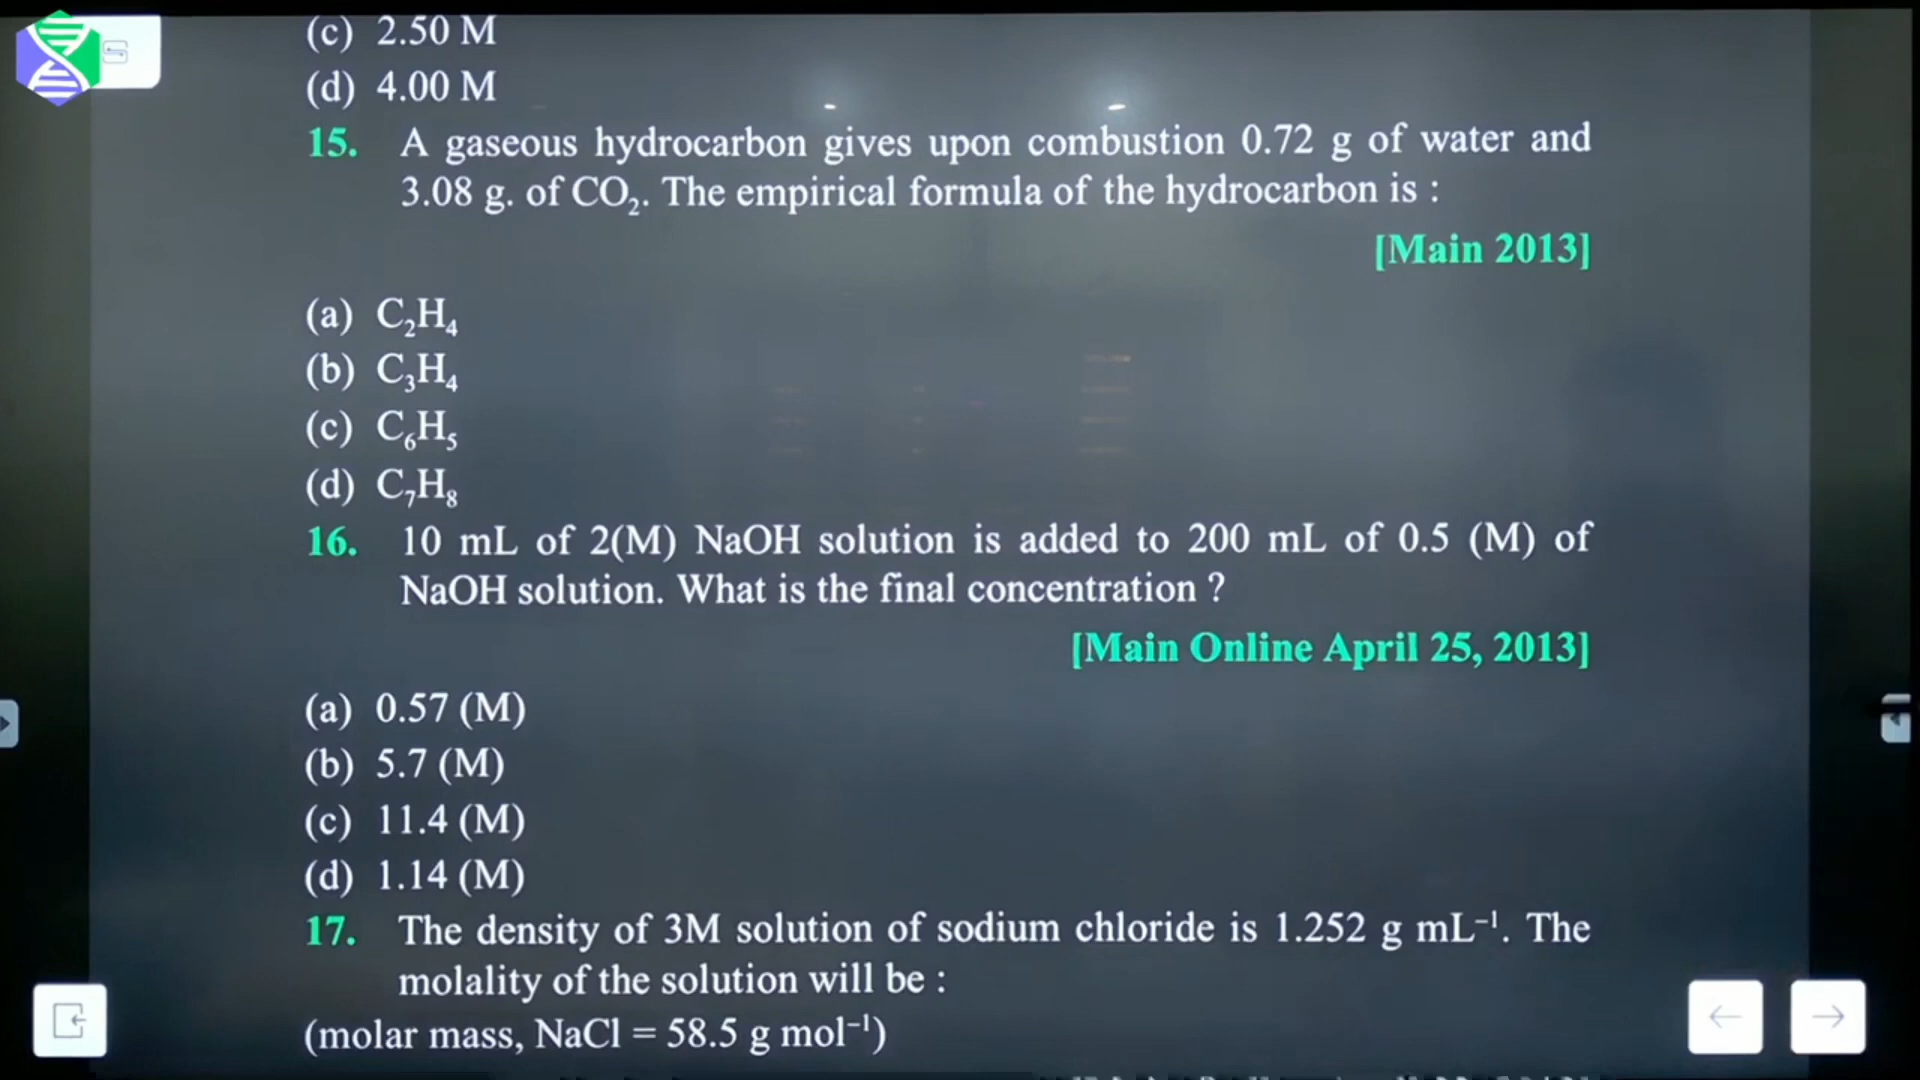 (c) 2.50 M
(d) 4.00 M
15. A gaseous hydrocarbon gives upon combustion 0.72 g of water and
3.08 g. of CO₂. The empirical formula of the hydrocarbon is :
[Main 2013]
(a) C₂H₄
(b) C₃H₄
(c) C₆H₅
(d) C₇H₈
16. 10 mL of 2(M) NaOH solution is added to 200 mL of 0.5 (M) of
NaOH solution. What is the final concentration ?
[Main Online April 25, 2013]
(a) 0.57 (M)
(b) 5.7 (M)
(c) 11.4 (M)
(d) 1.14 (M)
17. The density of 3M solution of sodium chloride is 1.252 g mL⁻¹. The
molality of the solution will be :
(molar mass, NaCl = 58.5 g mol⁻¹)